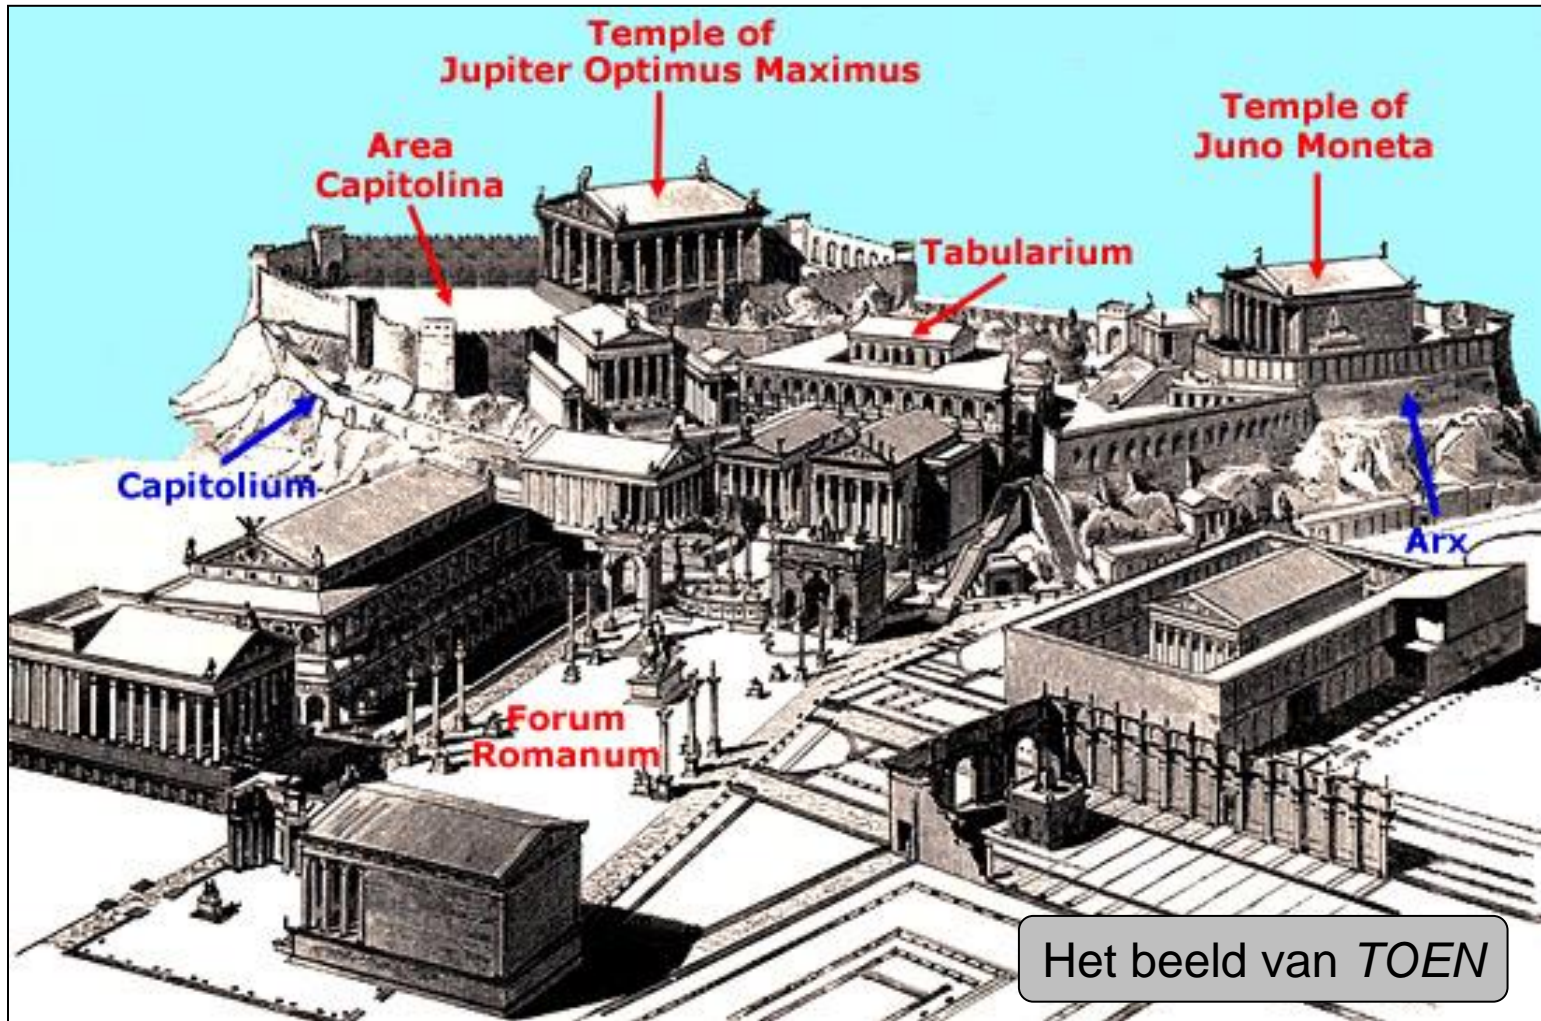 Temple of
Jupiter Optimus Maximus
Temple of
Juno Moneta
Area
Capitolina
Tabularium
Capitolium
Arx
Forum
Romanum
Het beeld van TOEN